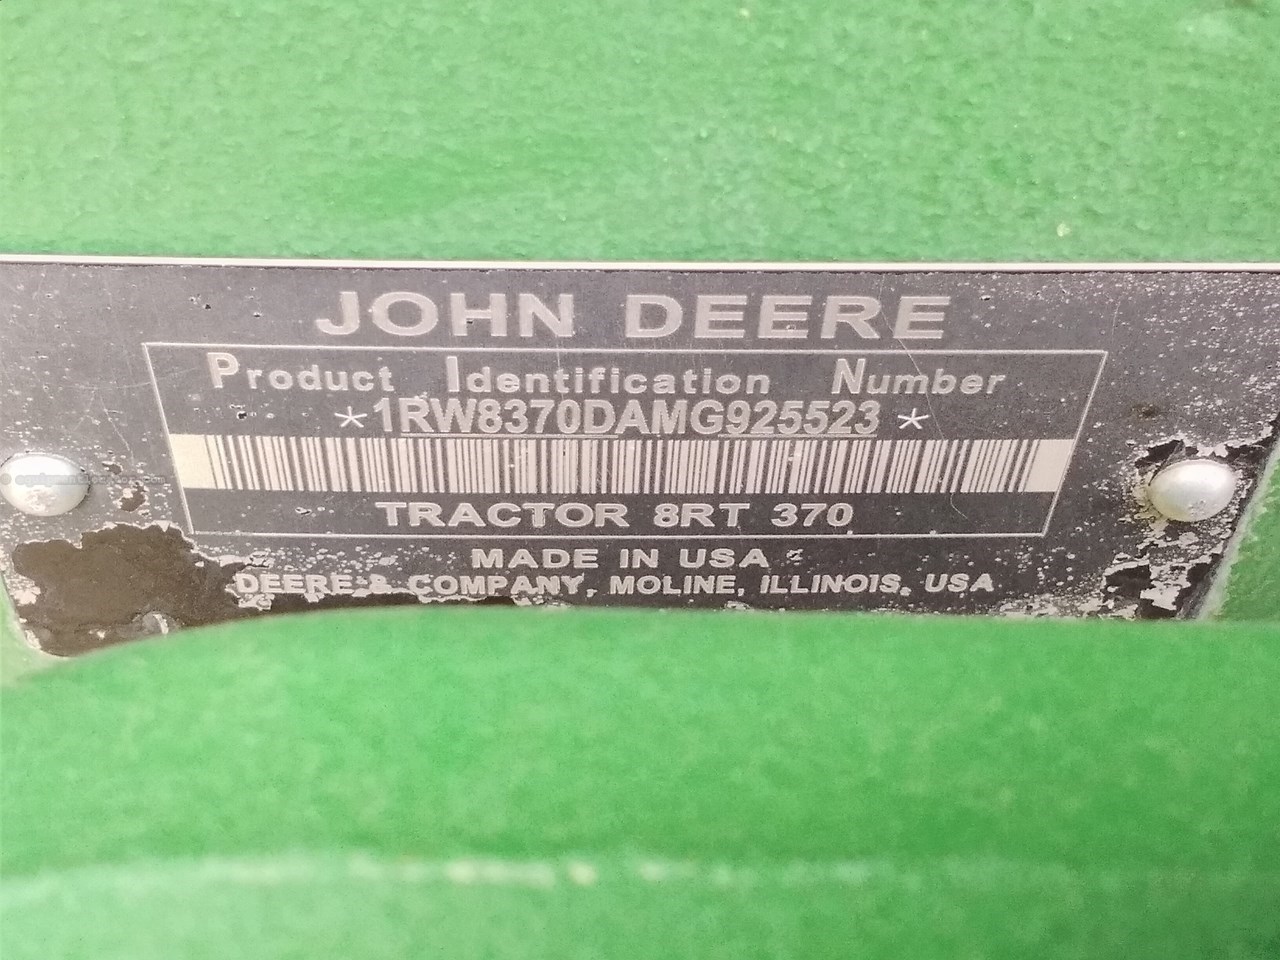 JOHN DEERE
Product Identification Number
*1RW8370DAMG925523*
TRACTOR 8RT 370
MADE IN USA
DEERE & COMPANY, MOLINE, ILLINOIS, USA